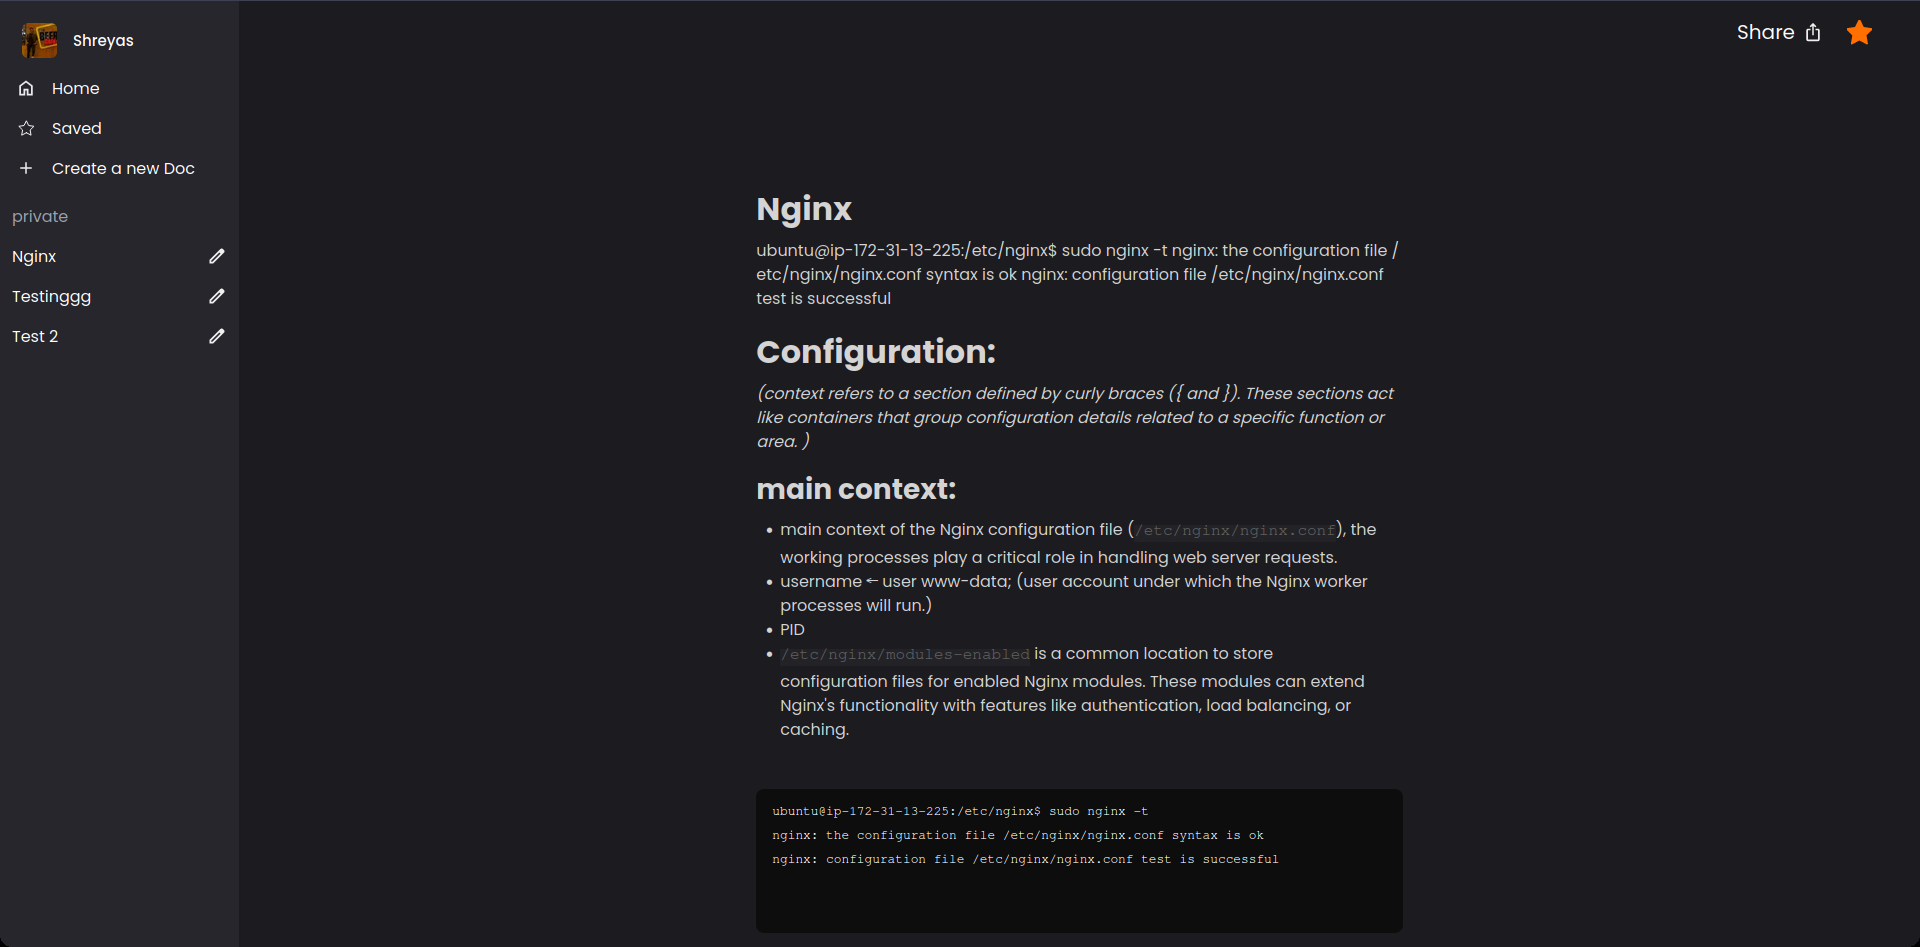 Shreyas
Home
Saved
Create a new Doc
private
Nginx
Testinggg
Test 2
Share
Nginx
ubuntu@ip-172-31-13-225:/etc/nginx$ sudo nginx -t nginx: the configuration file /
etc/nginx/nginx.conf syntax is ok nginx: configuration file /etc/nginx/nginx.conf
test is successful
Configuration:
(context refers to a section defined by curly braces ({ and }). These sections act
like containers that group configuration details related to a specific function or
area. )
main context:
• main context of the Nginx configuration file (/etc/nginx/nginx.conf), the
working processes play a critical role in handling web server requests.
• username ← user www-data; (user account under which the Nginx worker
processes will run.)
• PID
• /etc/nginx/modules-enabled is a common location to store
configuration files for enabled Nginx modules. These modules can extend
Nginx's functionality with features like authentication, load balancing, or
caching.
ubuntu@ip-172-31-13-225:/etc/nginx$ sudo nginx -t
nginx: the configuration file /etc/nginx/nginx.conf syntax is ok
nginx: configuration file /etc/nginx/nginx.conf test is successful